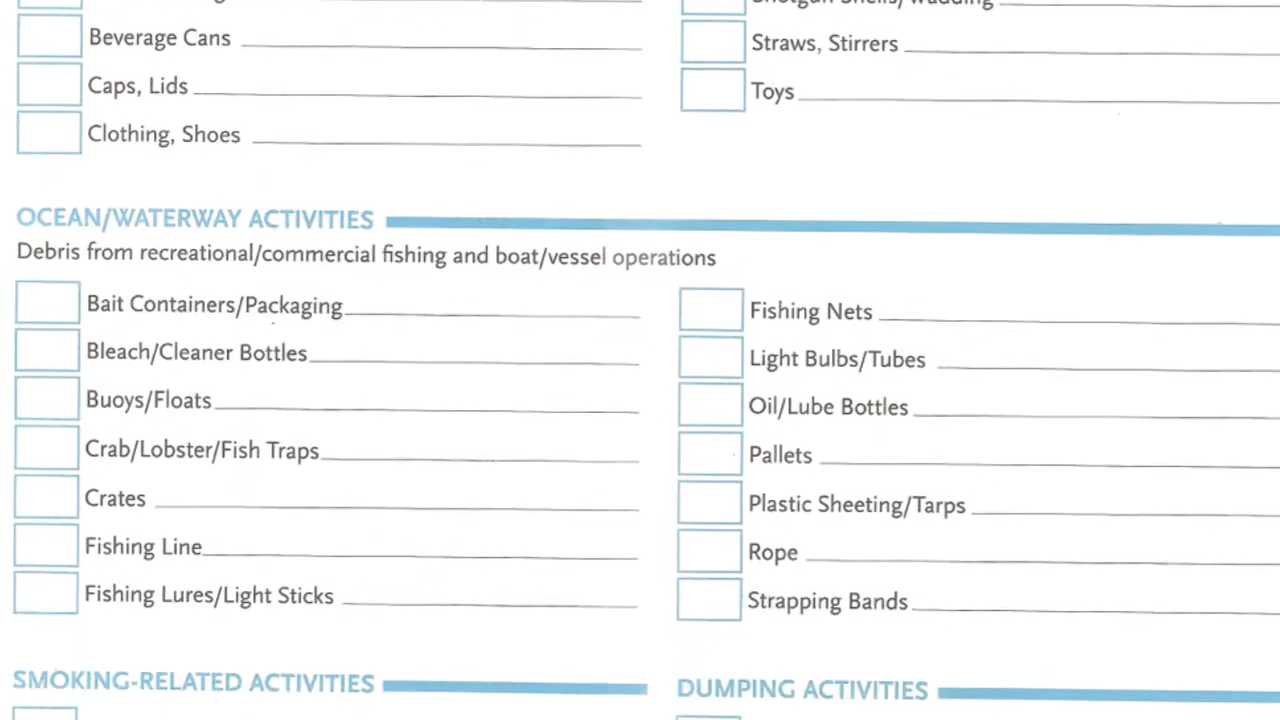 Beverage Cans
Caps, Lids
Clothing, Shoes
Straws, Stirrers
Toys
OCEAN/WATERWAY ACTIVITIES
Debris from recreational/commercial fishing and boat/vessel operations
Bait Containers/Packaging
Bleach/Cleaner Bottles
Buoys/Floats
Crab/Lobster/Fish Traps
Crates
Fishing Line
Fishing Lures/Light Sticks
Fishing Nets
Light Bulbs/Tubes
Oil/Lube Bottles
Pallets
Plastic Sheeting/Tarps
Rope
Strapping Bands
SMOKING-RELATED ACTIVITIES
DUMPING ACTIVITIES